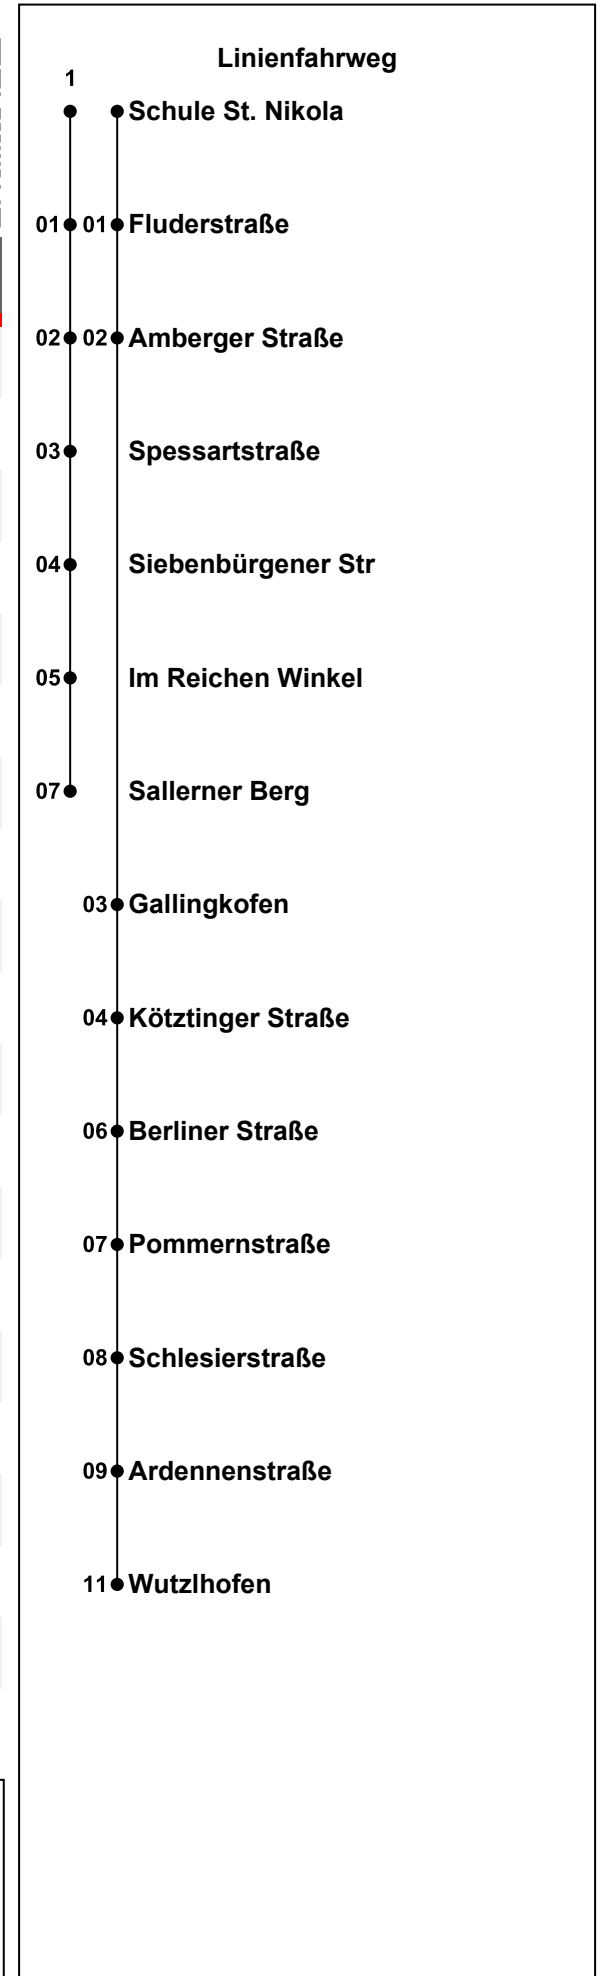 Linienfahrweg
1
Schule St. Nikola
01 01 Fluderstraße
02 02 Amberger Straße
03 Spessartstraße
04 Siebenbürgener Str
05 Im Reichen Winkel
07 Sallerner Berg
03 Gallingkofen
04 Kötztinger Straße
06 Berliner Straße
07 Pommernstraße
08 Schlesierstraße
09 Ardennenstraße
11 Wutzlhofen